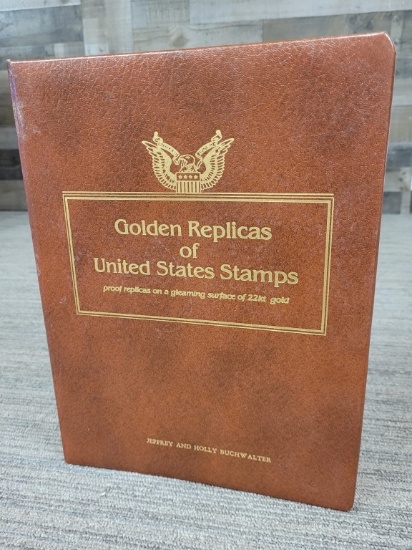 Golden Replicas
of
United States Stamps
proof replicas on a gleaming surface of 22kt gold
JEFFREY AND HOLLY BUCHWALTER